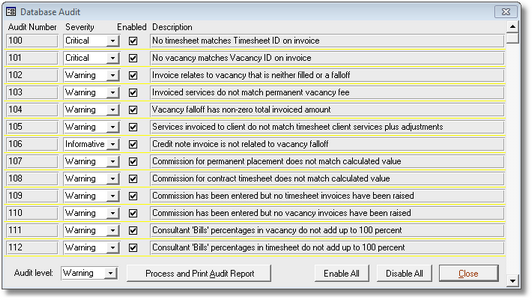 Database Audit
Audit Number Severity Enabled Description
100 Critical No timesheet matches Timesheet ID on invoice
101 Critical No vacancy matches Vacancy ID on invoice
102 Warning Invoice relates to vacancy that is neither filled or a falloff
103 Warning Invoiced services do not match permanent vacancy fee
104 Warning Vacancy falloff has non-zero total invoiced amount
105 Warning Services invoiced to client do not match timesheet client services plus adjustments
106 Informative Credit note invoice is not related to vacancy falloff
107 Warning Commission for permanent placement does not match calculated value
108 Warning Commission for contract timesheet does not match calculated value
109 Warning Commission has been entered but no timesheet invoices have been raised
110 Warning Commission has been entered but no vacancy invoices have been raised
111 Warning Consultant 'Bills' percentages in vacancy do not add up to 100 percent
112 Warning Consultant 'Bills' percentages in timesheet do not add up to 100 percent
Audit level: Warning Process and Print Audit Report Enable All Disable All Close